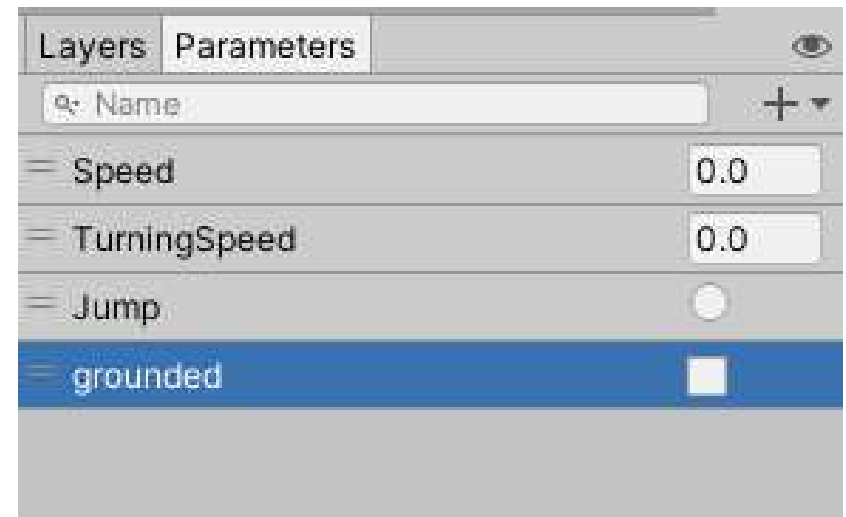 Layers Parameters
Name
Speed 0.0
TurningSpeed 0.0
Jump
grounded